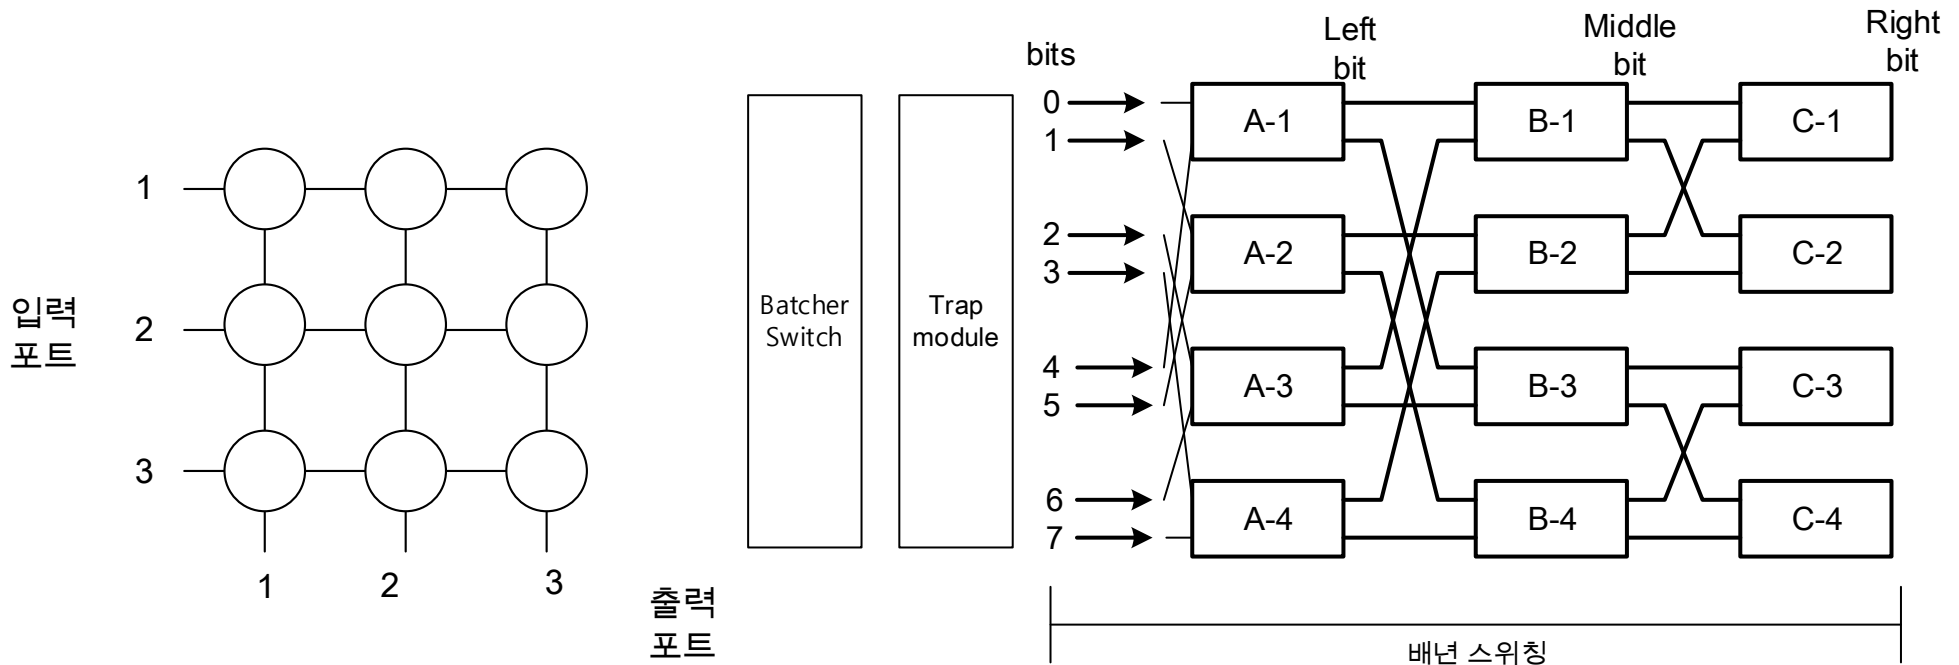 입력
포트
1
2
3
1
2
3
출력
포트
Batcher
Switch
Trap
module
bits
0
1
2
3
4
5
6
7
Left
bit
Middle
bit
Right
bit
A-1
B-1
C-1
A-2
B-2
C-2
A-3
B-3
C-3
A-4
B-4
C-4
배년 스위칭